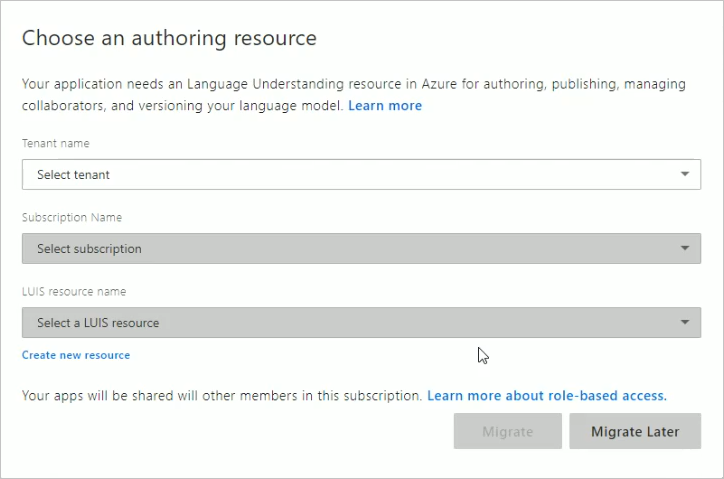 Choose an authoring resource
Your application needs an Language Understanding resource in Azure for authoring, publishing, managing
collaborators, and versioning your language model. Learn more
Tenant name
Select tenant
Subscription Name
Select subscription
LUIS resource name
Select a LUIS resource
Create new resource
Your apps will be shared will other members in this subscription. Learn more about role-based access.
Migrate
Migrate Later